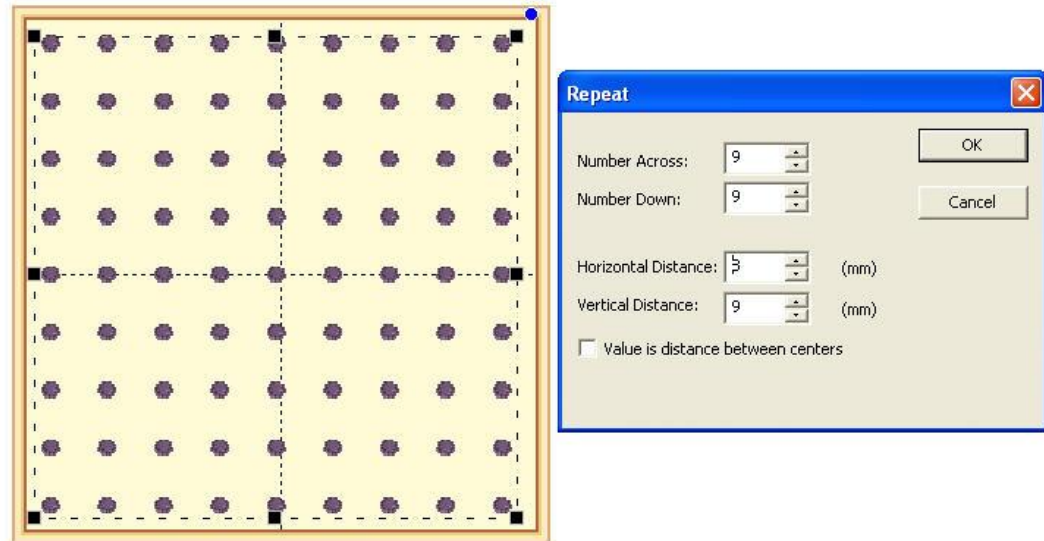 Repeat
Number Across: 9
OK
Number Down: 9
Cancel
Horizontal Distance: (mm)
Vertical Distance: 9 (mm)
Value is distance between centers